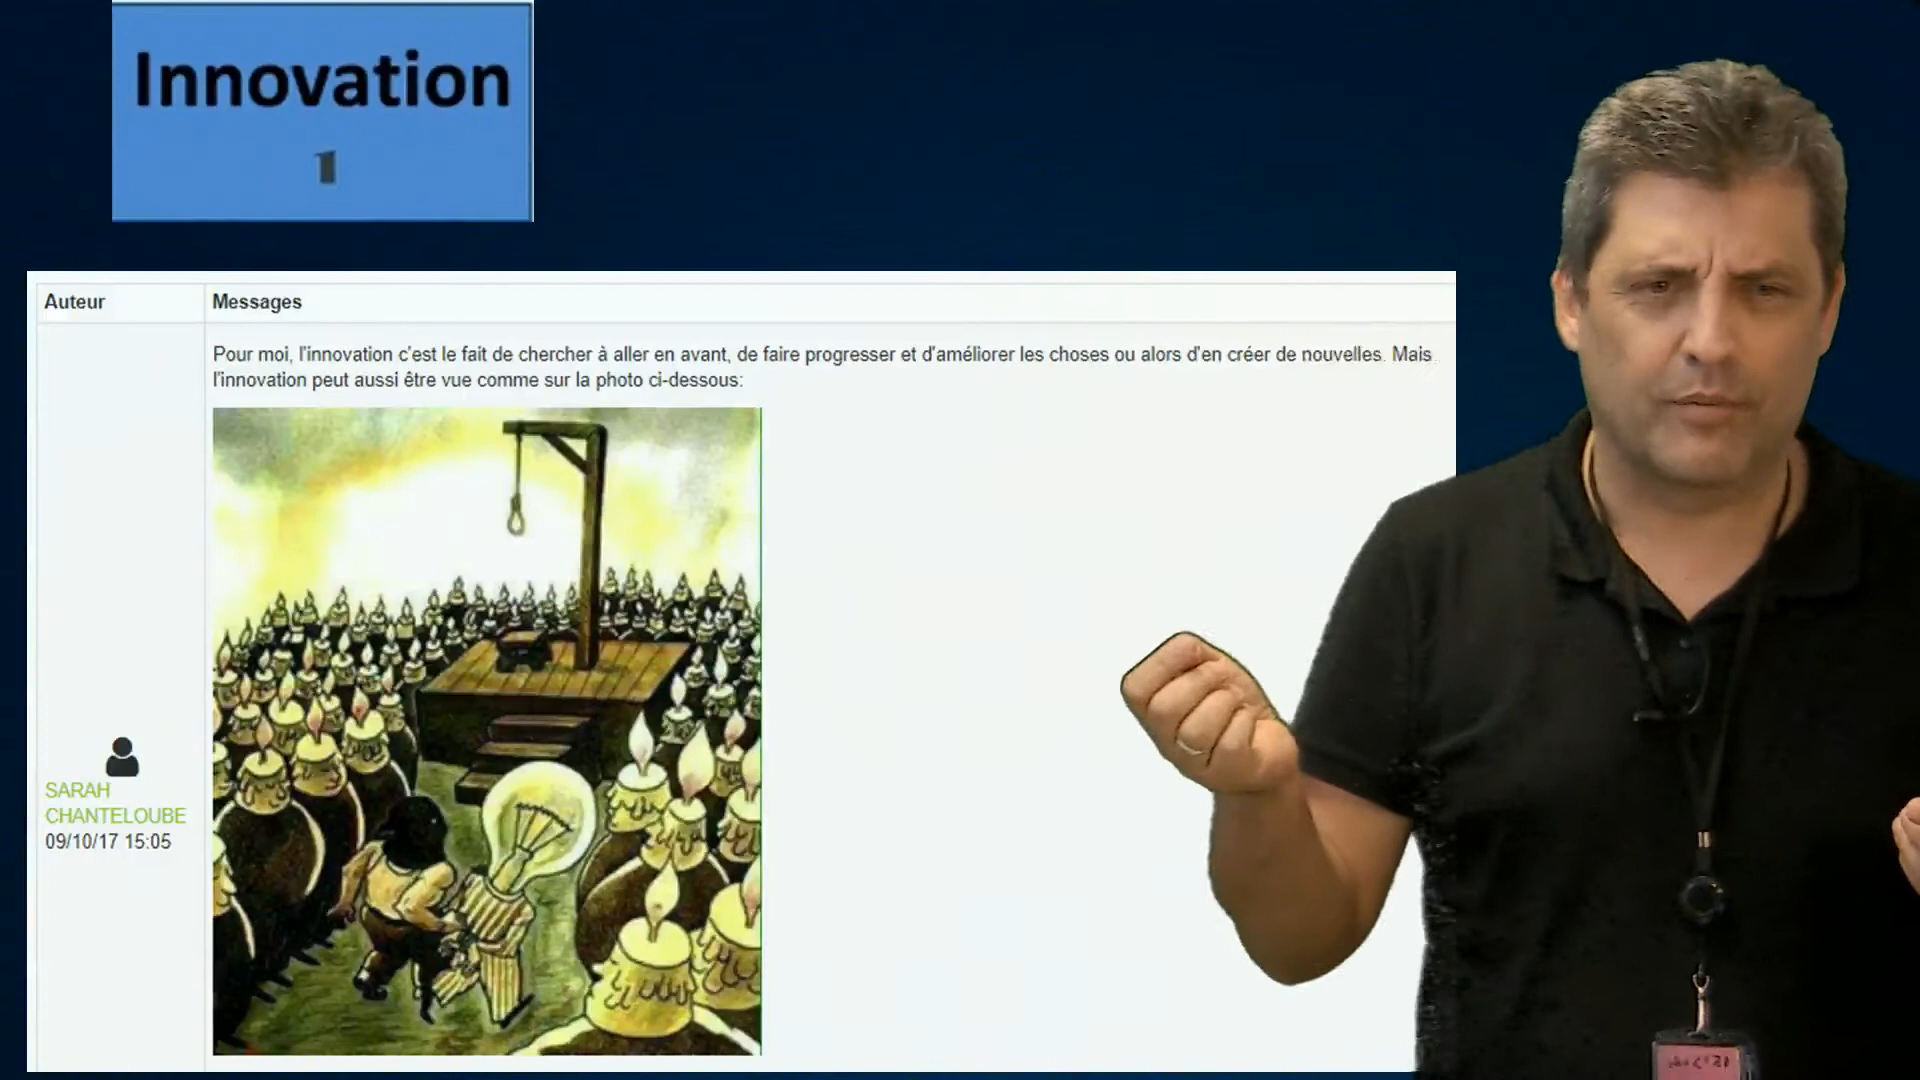 Innovation
1
Auteur
Messages
Pour moi, l'innovation c'est le fait de chercher à aller en avant, de faire progresser et d'améliorer les choses ou alors d'en créer de nouvelles. Mais
l'innovation peut aussi être vue comme sur la photo ci-dessous:
SARAH
CHANTELOUBE
09/10/17 15:05